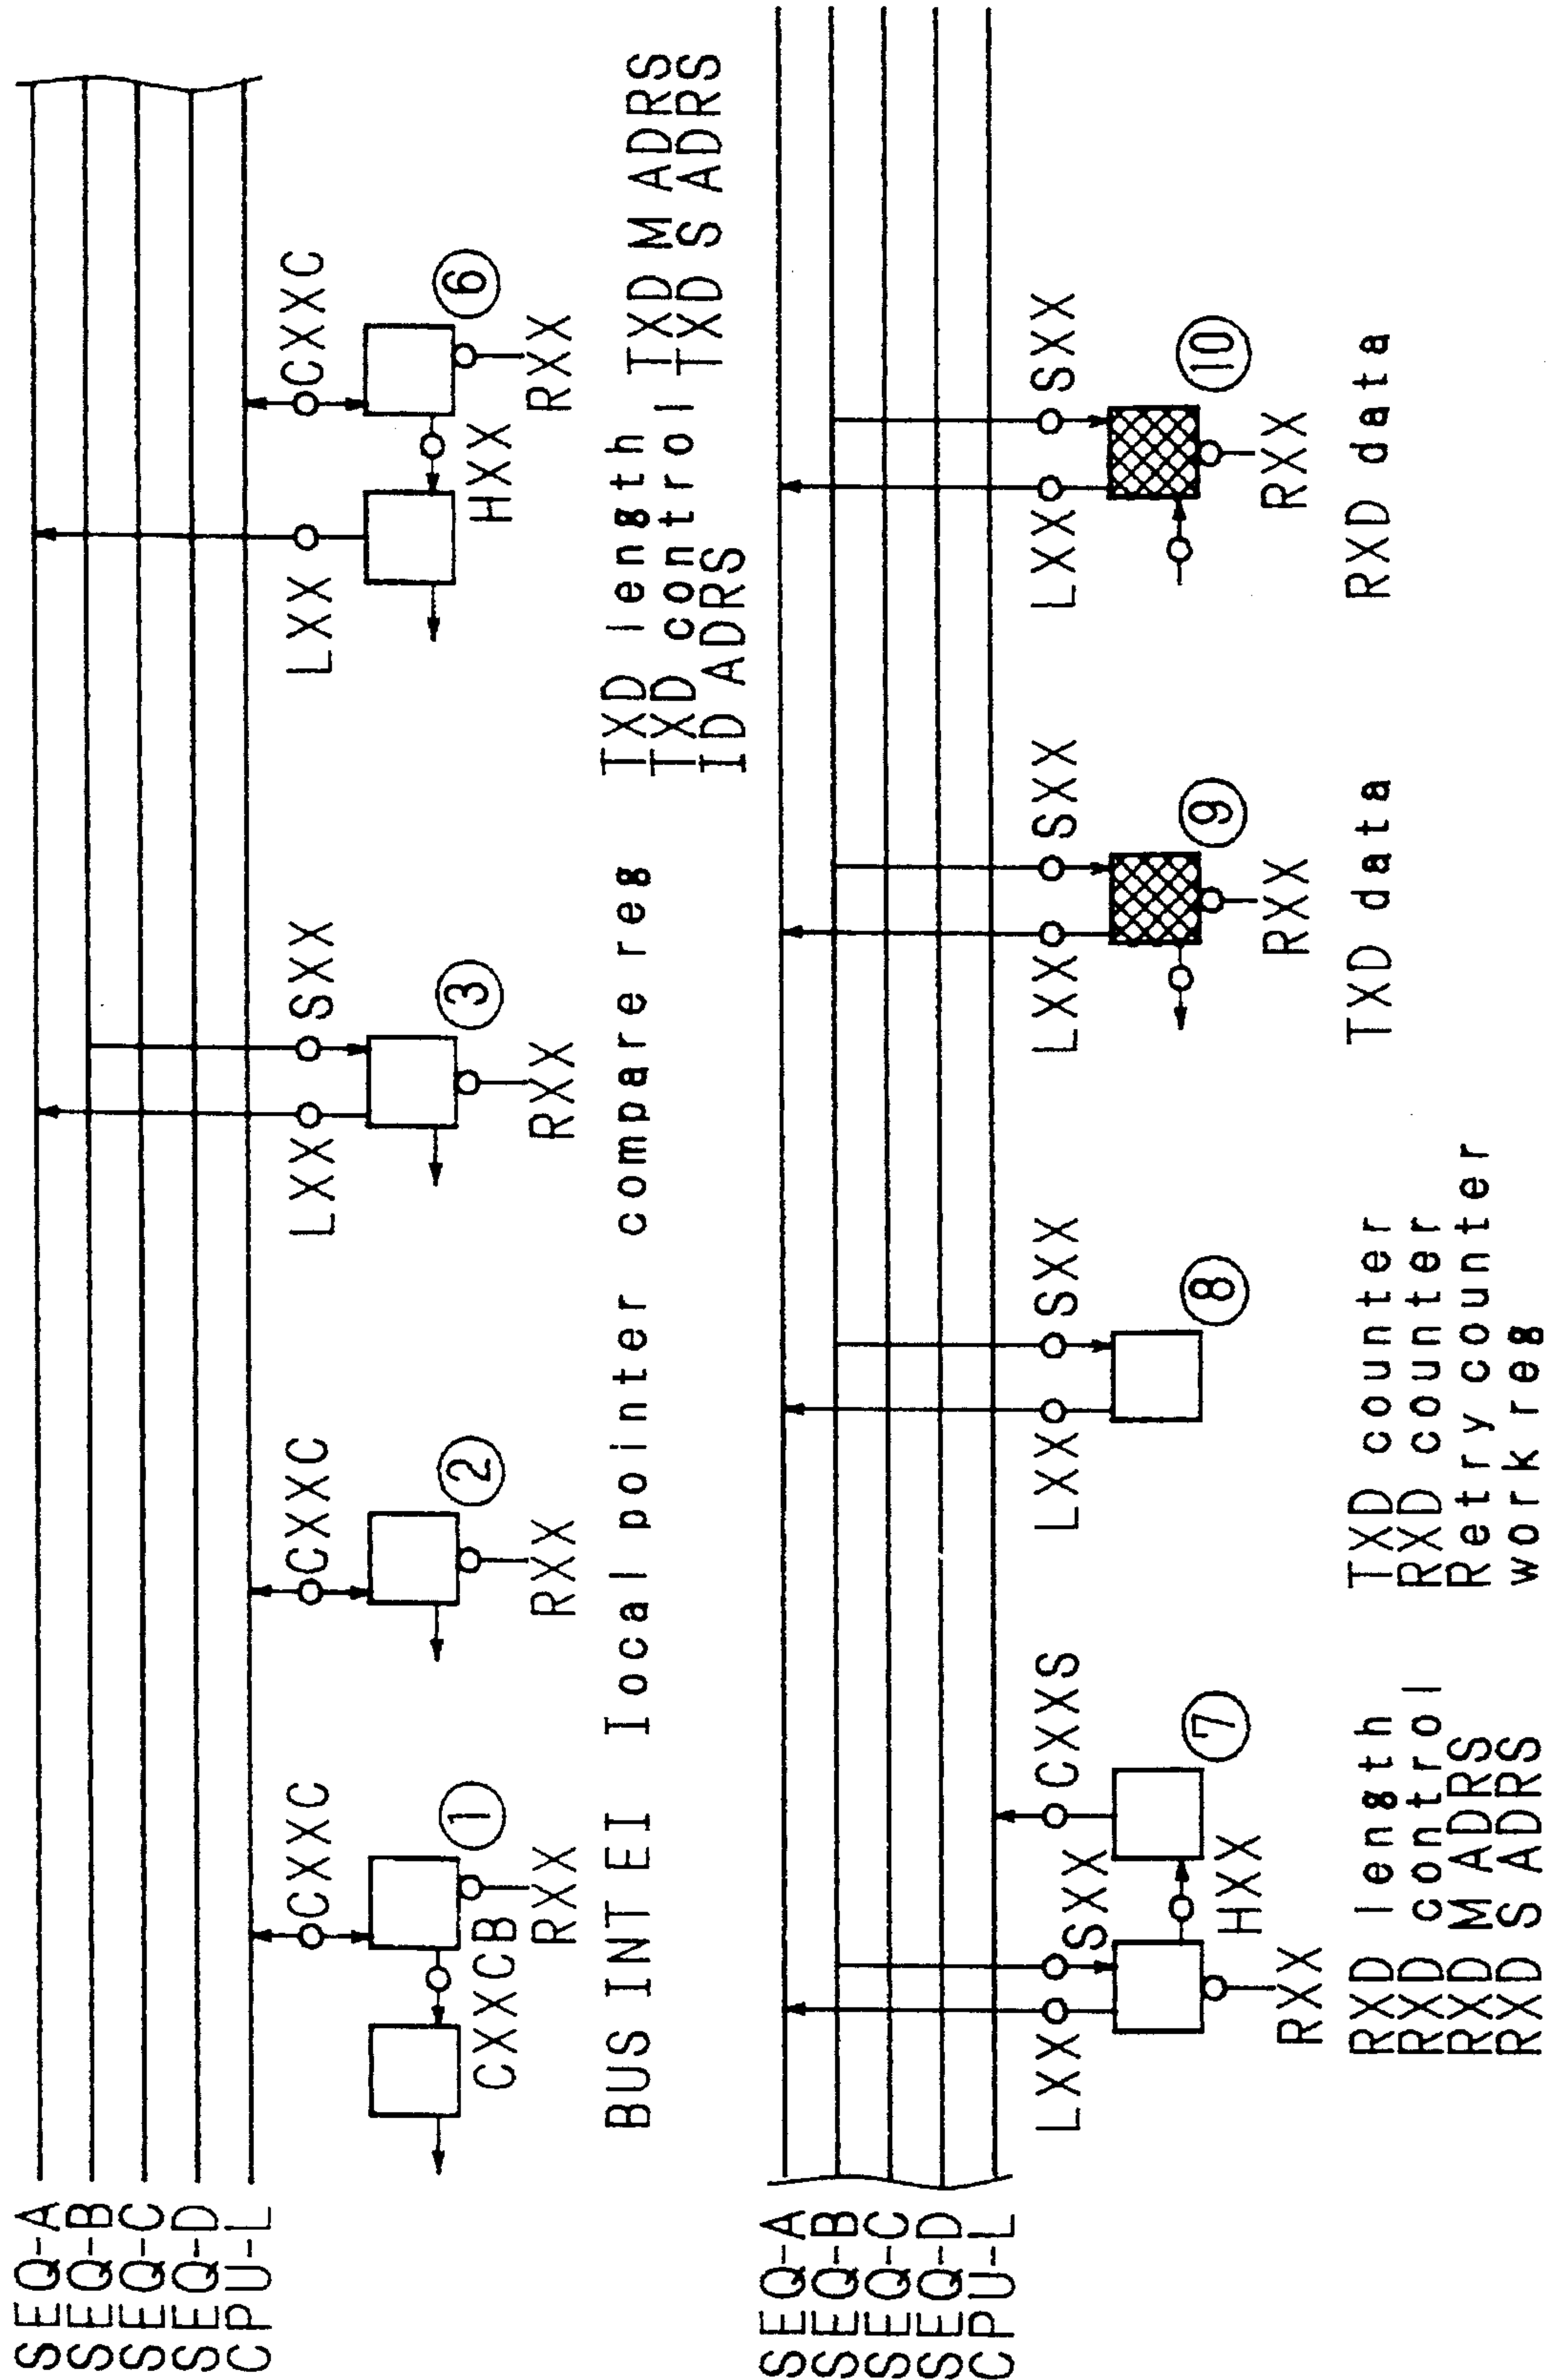 SEQ-A
SEQ-B
SEQ-C
SEQ-D
CPU-L
CXXCB
CXXC
①
RXX
BUS INT EI
CXXC
②
RXX
local pointer
LXX
SXX
③
RXX
compare reg
LXX
HXX
CXXC
⑥
RXX
TXD length TXD M ADRS
TXD control TXD S ADRS
ID ADRS
SEQ-A
SEQ-B
SEQ-C
SEQ-D
CPU-L
LXX
SXX
CXXS
HXX
⑦
RXX
RXD length
RXD control
RXD M ADRS
RXD S ADRS
LXX
SXX
⑧
TXD counter
RXD counter
Retry counter
work reg
LXX
SXX
⑨
RXX
TXD data
LXX
SXX
⑩
RXX
RXD data